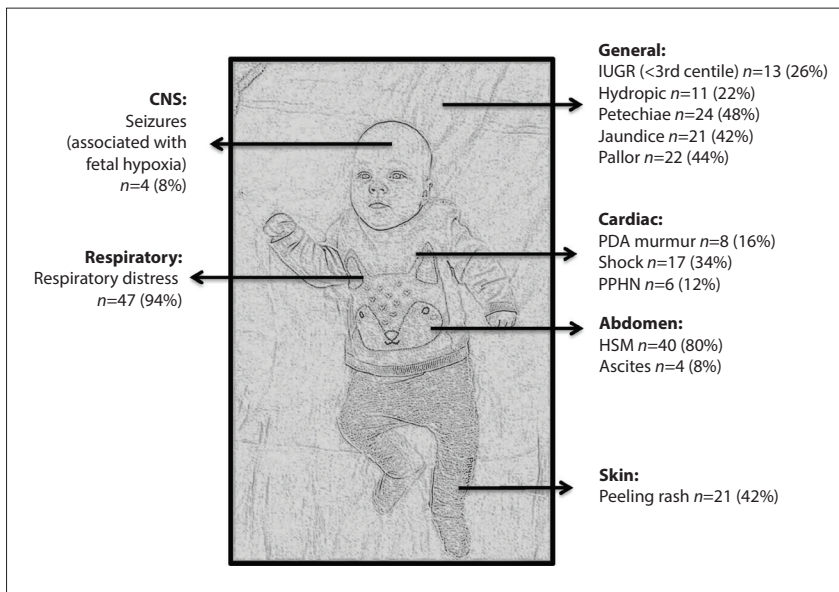 CNS:
Seizures
(associated with
fetal hypoxia)
n=4 (8%)
Respiratory:
Respiratory distress
n=47 (94%)
General:
IUGR (<3rd centile) n=13 (26%)
Hydropic n=11 (22%)
Petechiae n=24 (48%)
Jaundice n=21 (42%)
Pallor n=22 (44%)
Cardiac:
PDA murmur n=8 (16%)
Shock n=17 (34%)
PPHN n=6 (12%)
Abdomen:
HSM n=40 (80%)
Ascites n=4 (8%)
Skin:
Peeling rash n=21 (42%)